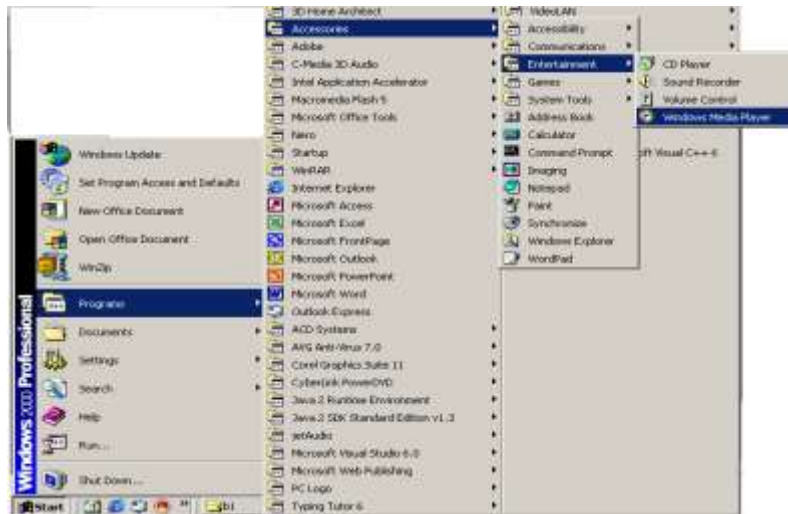 3D Home Architect
Accessories
Adobe
C-Media 3D Audio
Intel Application Accelerator
Macromedia Flash 5
Microsoft Office Tools
Nero
Startup
WinRAR
Internet Explorer
Microsoft Access
Microsoft Excel
Microsoft FrontPage
Microsoft Outlook
Microsoft PowerPoint
Microsoft Word
Outlook Express
ACD Systems
AVG Anti-Virus 7.0
Corel Graphics Suite 11
CyberLink PowerDVD
Java 2 Runtime Environment
Java 2 SDK Standard Edition v1.3
jetAudio
Microsoft Visual Studio 6.0
Microsoft Web Publishing
PC Logo
Typing Tutor 6
VideoLAN
Accessibility
Communications
Entertainment
Games
System Tools
Address Book
Calculator
Command Prompt
Imaging
Notepad
Paint
Synchronize
Windows Explorer
WordPad
CD Player
Sound Recorder
Volume Control
Windows Media Player
oft Visual C++ 6
Windows Update
Set Program Access and Defaults
New Office Document
Open Office Document
WinZip
Programs
Documents
Settings
Search
Help
Run...
Shut Down...
Windows 2000 Professional
Start